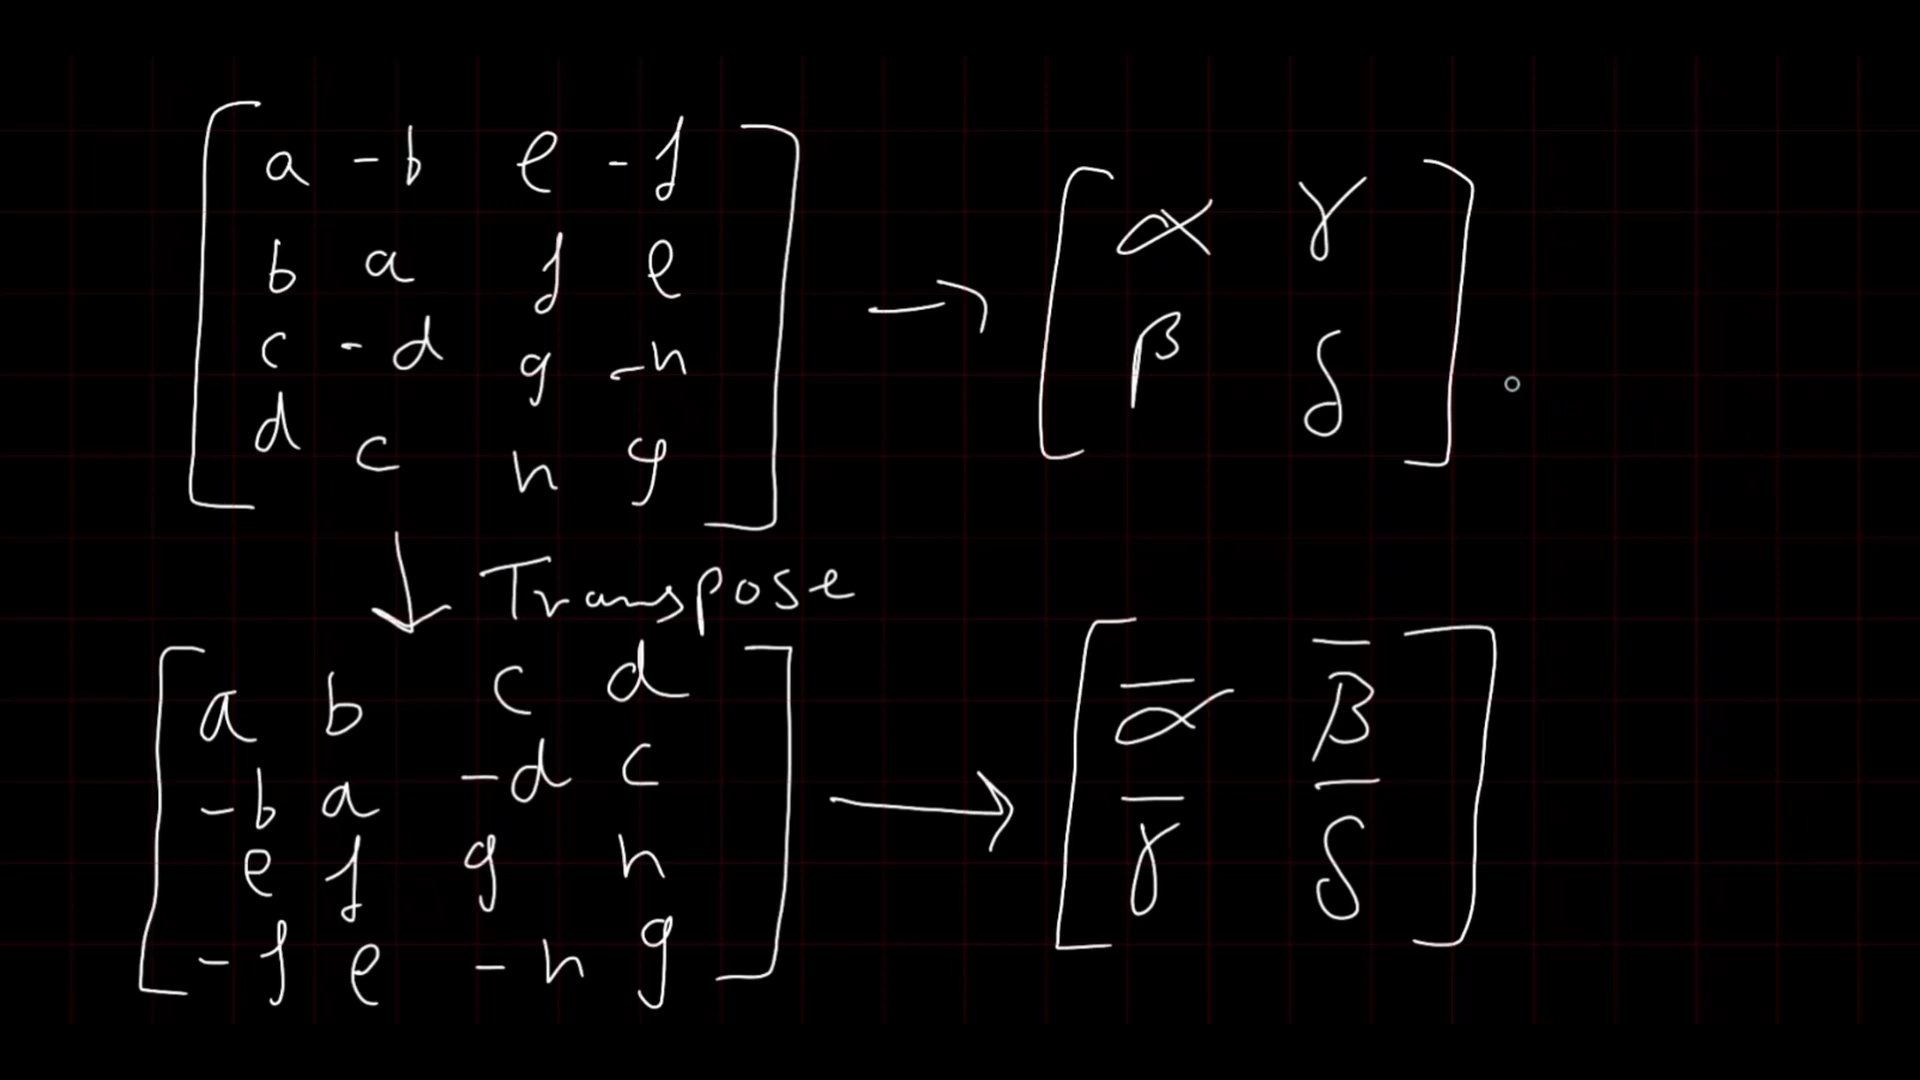 a -b e -f
b a f e
c -d g -h
d c h g
→
α γ
β δ
↓ Transpose
a b c d
-b a -d c
e f g h
-f e -h g
→
ᾱ β̄
γ̄ δ̄